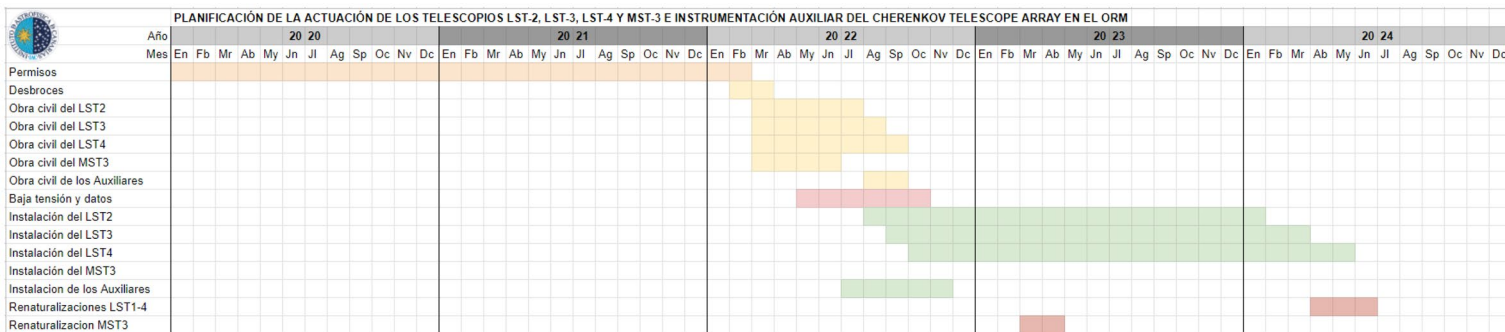 PLANIFICACIÓN DE LA ACTUACIÓN DE LOS TELESCOPIOS LST-2, LST-3, LST-4 Y MST-3 E INSTRUMENTACIÓN AUXILIAR DEL CHERENKOV TELESCOPE ARRAY EN EL ORM
Año 20 20 20 21 20 22 20 23 20 24
Mes En Fb Mr Ab My Jn Jl Ag Sp Oc Nv Dc En Fb Mr Ab My Jn Jl Ag Sp Oc Nv Dc En Fb Mr Ab My Jn Jl Ag Sp Oc Nv Dc En Fb Mr Ab My Jn Jl Ag Sp Oc Nv Dc En Fb Mr Ab My Jn Jl Ag Sp Oc Nv Dc
Permisos
Desbroces
Obra civil del LST2
Obra civil del LST3
Obra civil del LST4
Obra civil del MST3
Obra civil de los Auxiliares
Baja tensión y datos
Instalación del LST2
Instalación del LST3
Instalación del LST4
Instalación del MST3
Instalacion de los Auxiliares
Renaturalizaciones LST1-4
Renaturalizacion MST3